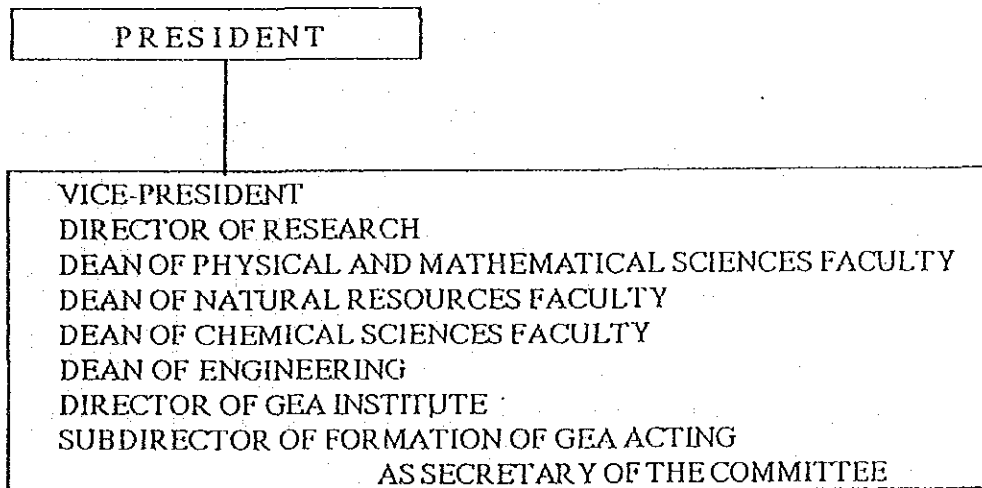 PRESIDENT
VICE-PRESIDENT
DIRECTOR OF RESEARCH
DEAN OF PHYSICAL AND MATHEMATICAL SCIENCES FACULTY
DEAN OF NATURAL RESOURCES FACULTY
DEAN OF CHEMICAL SCIENCES FACULTY
DEAN OF ENGINEERING
DIRECTOR OF GEA INSTITUTE
SUBDIRECTOR OF FORMATION OF GEA ACTING
AS SECRETARY OF THE COMMITTEE